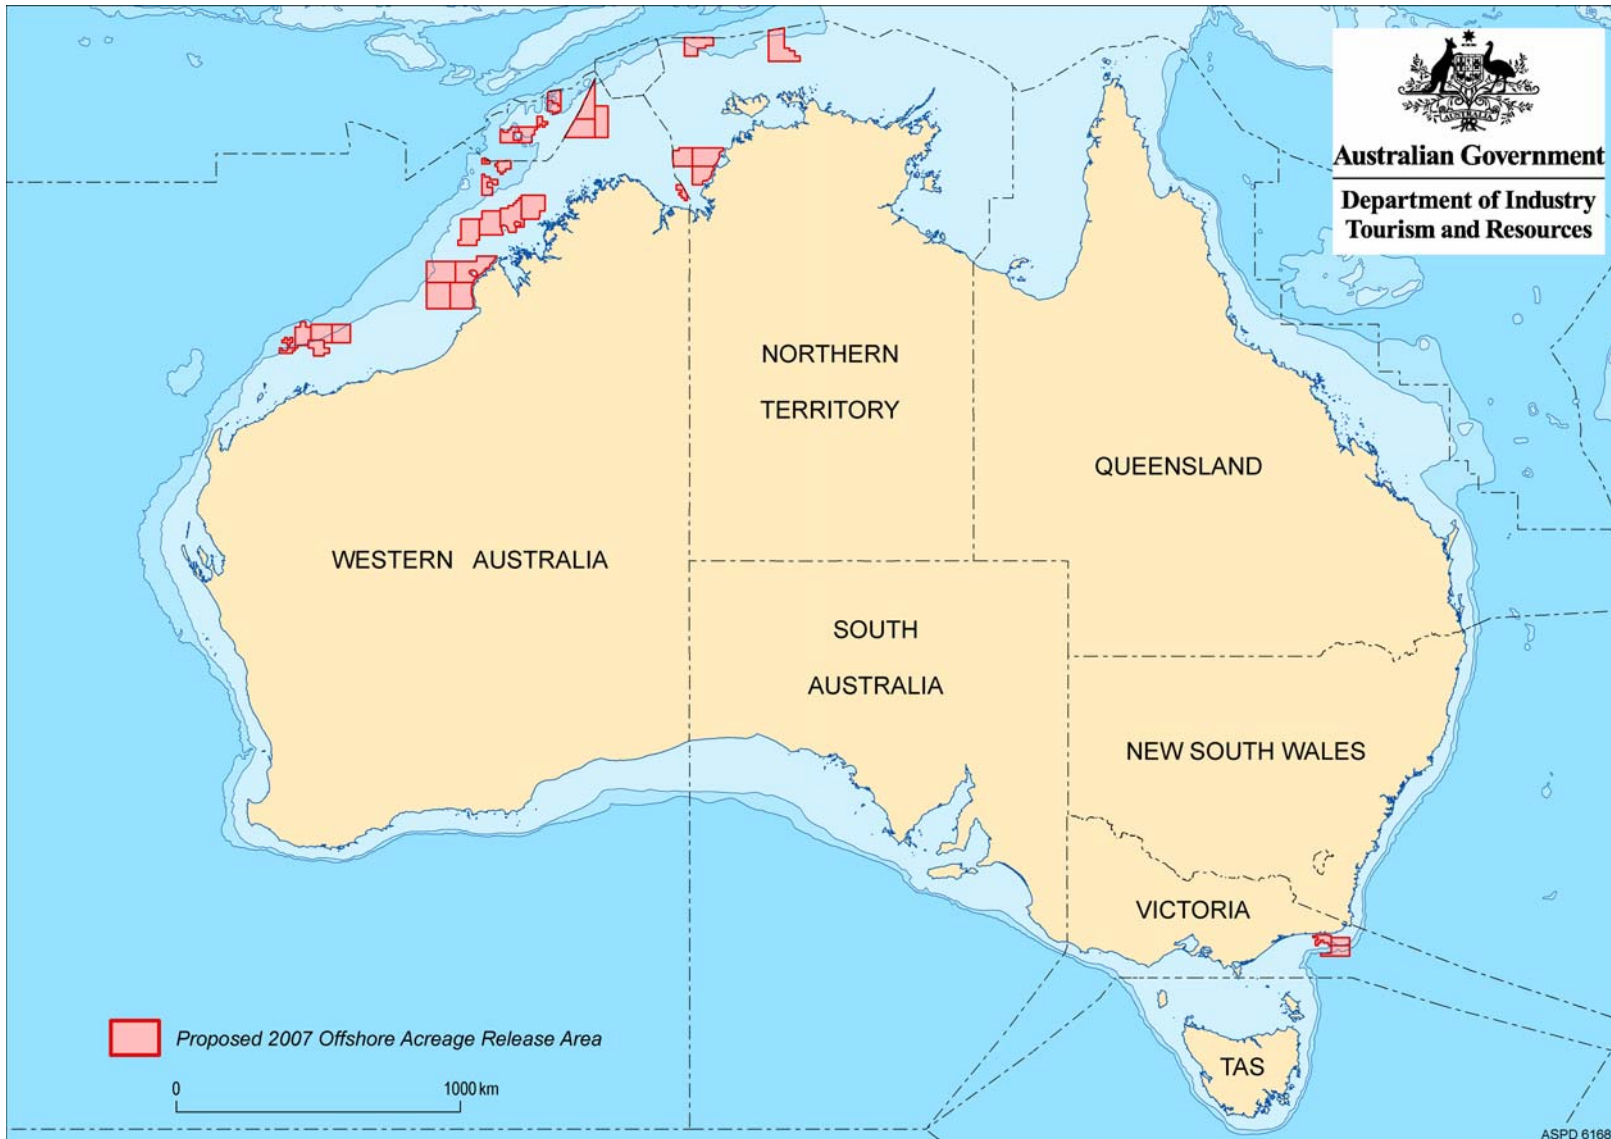 AUSTRALIA
Australian Government
Department of Industry
Tourism and Resources
NORTHERN
TERRITORY
QUEENSLAND
WESTERN AUSTRALIA
SOUTH
AUSTRALIA
NEW SOUTH WALES
VICTORIA
TAS
Proposed 2007 Offshore Acreage Release Area
0 1000 km
ASPD 6168